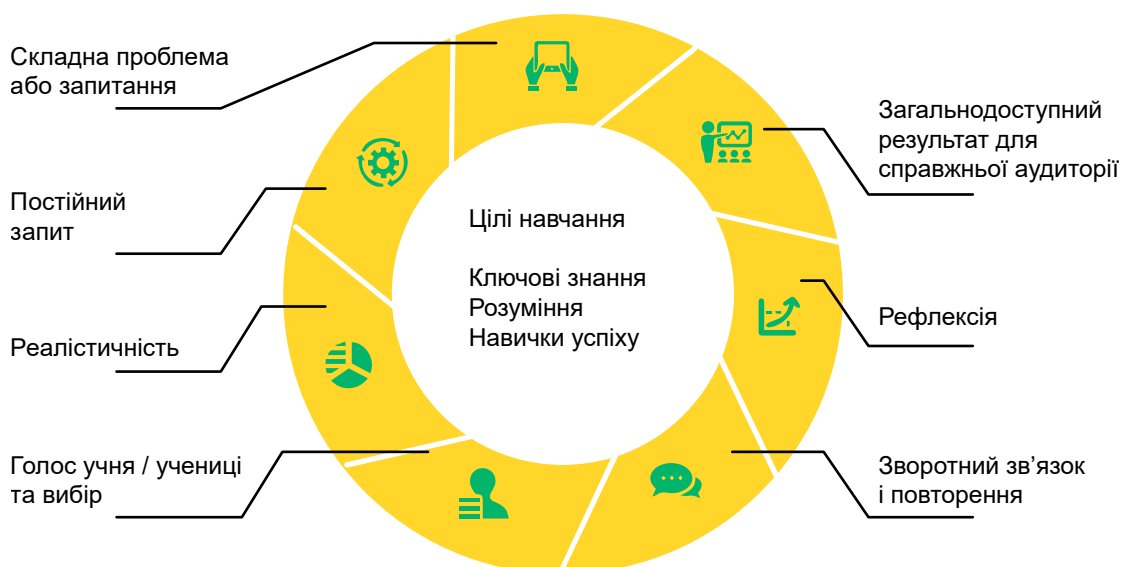 Складна проблема
або запитання
Постійний
запит
Реалістичність
Голос учня / учениці
та вибір
Цілі навчання
Ключові знання
Розуміння
Навички успіху
Загальнодоступний
результат для
справжньої аудиторії
Рефлексія
Зворотний зв’язок
і повторення